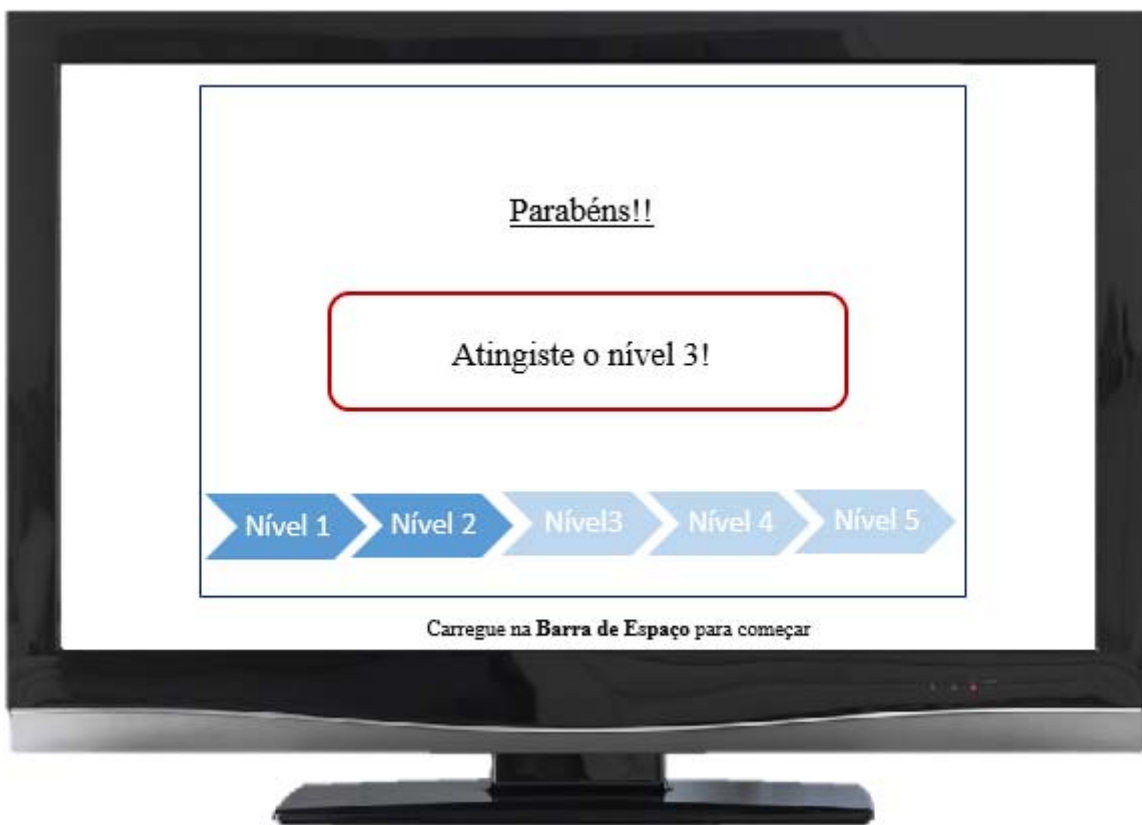 Parabéns!!
Atingiste o nível 3!
Nível 1 Nível 2 Nível3 Nível 4 Nível 5
Carregue na Barra de Espaço para começar